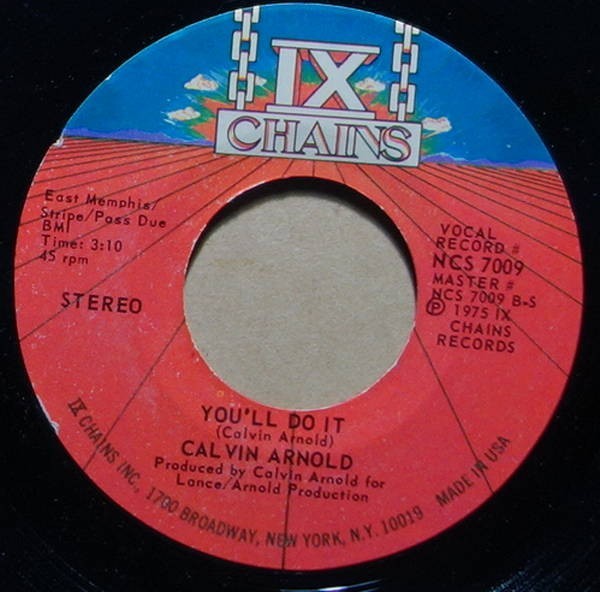 IX
CHAINS
East Memphis/
Stripe/Pass Due
BMI
Time: 3:10
45 rpm
STEREO
VOCAL
RECORD #
NCS 7009
MASTER #
NCS 7009 B-S
℗ 1975 IX
CHAINS
RECORDS
YOU'LL DO IT
(Calvin Arnold)
CALVIN ARNOLD
Produced by Calvin Arnold for
Lance/Arnold Production
IX CHAINS INC., 1700 BROADWAY, NEW YORK, N.Y. 10019 MADE IN USA